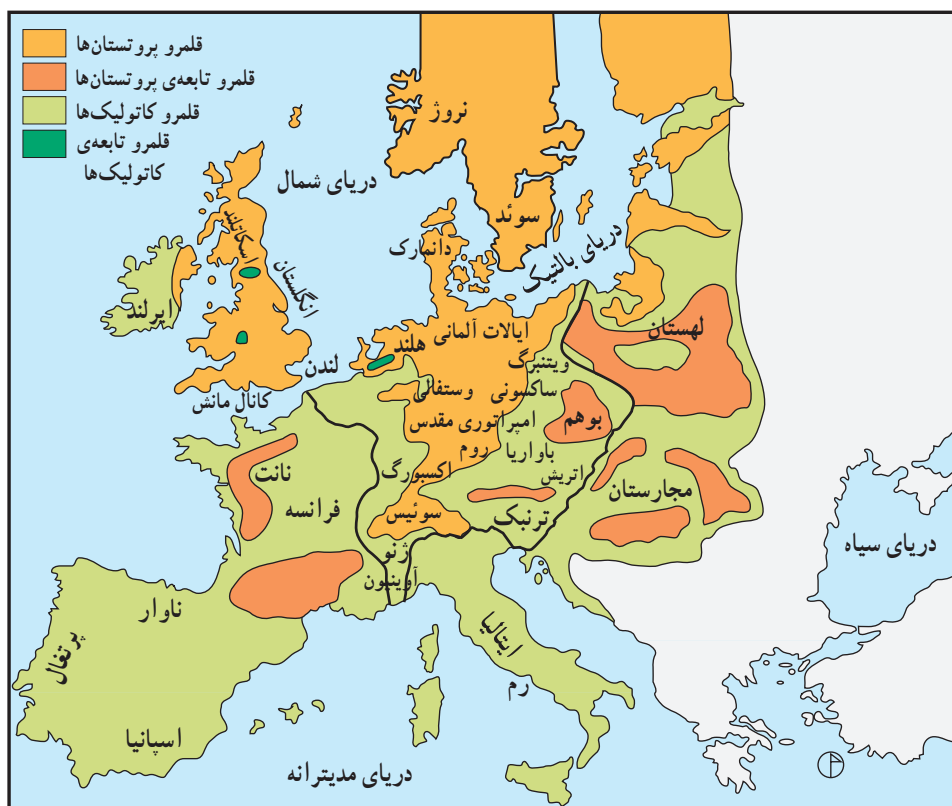 قلمرو پروتستان‌ها
قلمرو تابعه‌ی پروتستان‌ها
قلمرو کاتولیک‌ها
قلمرو تابعه‌ی
کاتولیک‌ها
نروژ
دریای شمال
سوئد
دانمارک
دریای بالتیک
اسکاتلند
انگلستان
ایرلند
لهستان
ایالات آلمانی
هلند
لندن
ویتنبرگ
ساکسونی
وستفالی
کانال مانش
بوهم
امپراتوری مقدس
روم
باواریا
اتریش
اکسبورگ
نانت
فرانسه
مجارستان
ترنبک
سوئیس
ژنو
آوینیون
دریای سیاه
ناوار
پرتغال
ایتالیا
رم
اسپانیا
دریای مدیترانه